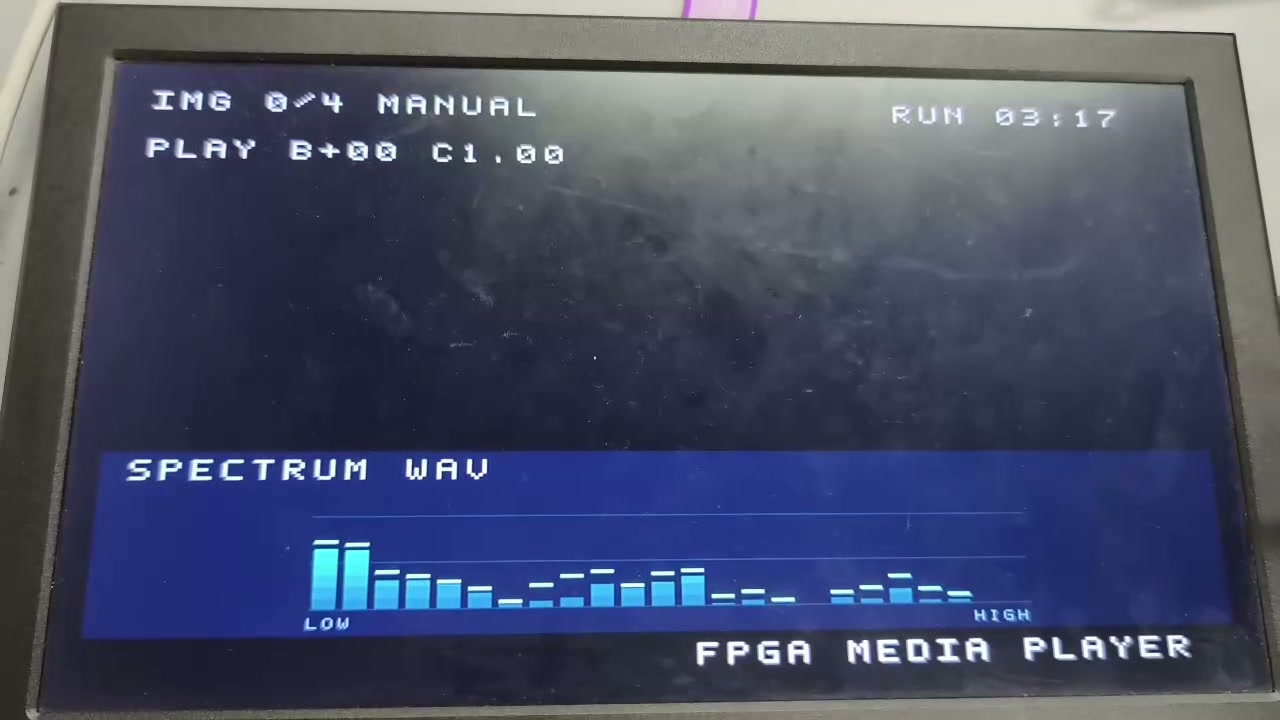 IMG 0/4 MANUAL
RUN 03:17
PLAY B+00 C1.00
SPECTRUM WAV
LOW
HIGH
FPGA MEDIA PLAYER